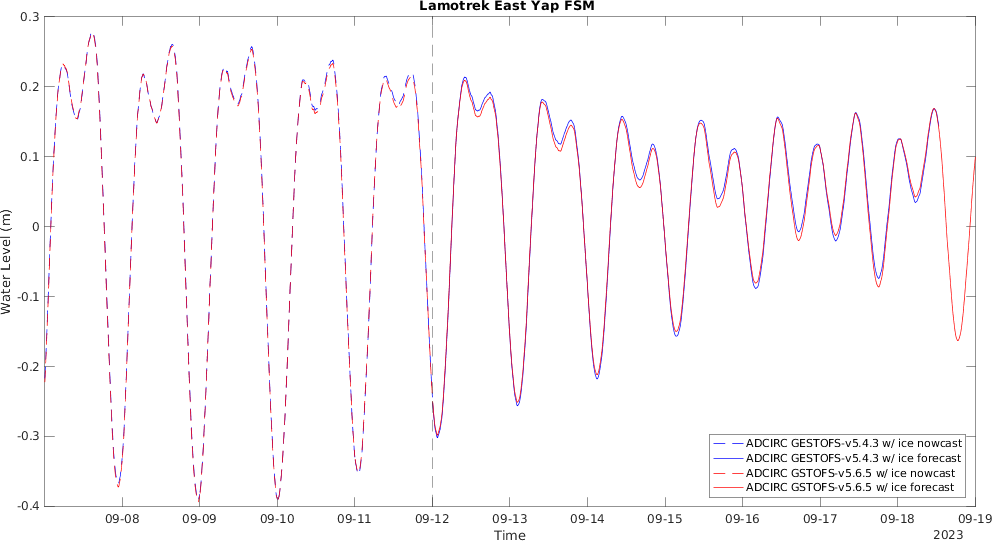 Lamotrek East Yap FSM
0.3
0.2
0.1
0
-0.1
-0.2
-0.3
-0.4
Water Level (m)
ADCIRC GESTOFS-v5.4.3 w/ ice nowcast
ADCIRC GESTOFS-v5.4.3 w/ ice forecast
ADCIRC GSTOFS-v5.6.5 w/ ice nowcast
ADCIRC GSTOFS-v5.6.5 w/ ice forecast
09-08 09-09 09-10 09-11 09-12 09-13 09-14 09-15 09-16 09-17 09-18 09-19
Time
2023